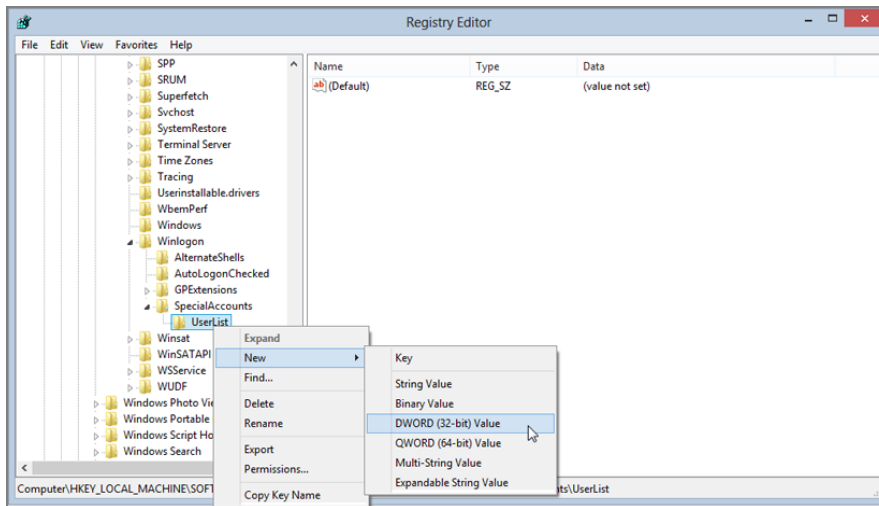 Registry Editor
File Edit View Favorites Help
SPP
SRUM
Superfetch
Svchost
SystemRestore
Terminal Server
Time Zones
Tracing
Userinstallable.drivers
WbemPerf
Windows
Winlogon
AlternateShells
AutoLogonChecked
GPExtensions
SpecialAccounts
UserList
Winsat
WinSATAPI
WSService
WUDF
Windows Photo Vie
Windows Portable
Windows Script Ho
Windows Search
Name Type Data
ab (Default) REG_SZ (value not set)
Expand
New
Find...
Delete
Rename
Export
Permissions...
Copy Key Name
Key
String Value
Binary Value
DWORD (32-bit) Value
QWORD (64-bit) Value
Multi-String Value
Expandable String Value
Computer\HKEY_LOCAL_MACHINE\SOFT
ts\UserList